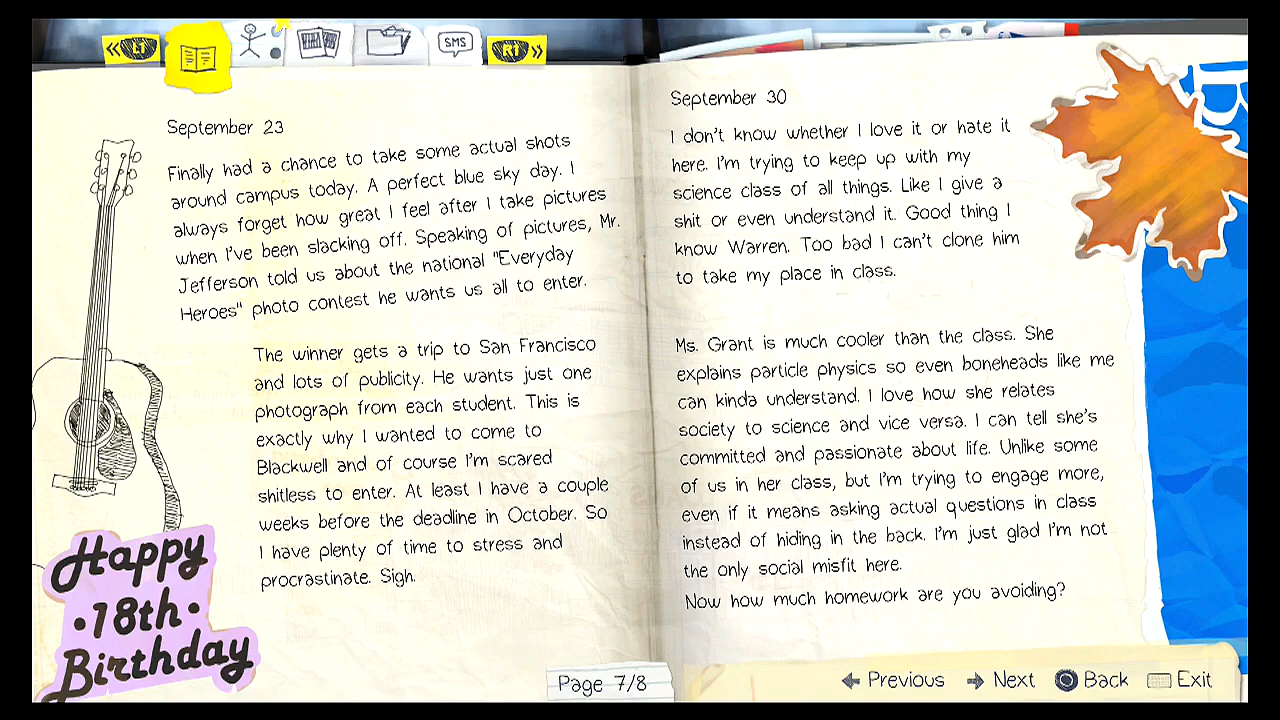 L1
SMS
R1
September 23
Finally had a chance to take some actual shots
around campus today. A perfect blue sky day. I
always forget how great I feel after I take pictures
when I've been slacking off. Speaking of pictures, Mr.
Jefferson told us about the national "Everyday
Heroes" photo contest he wants us all to enter.
The winner gets a trip to San Francisco
and lots of publicity. He wants just one
photograph from each student. This is
exactly why I wanted to come to
Blackwell and of course I'm scared
shitless to enter. At least I have a couple
weeks before the deadline in October. So
I have plenty of time to stress and
procrastinate. Sigh.
Happy
•18th•
Birthday
September 30
I don't know whether I love it or hate it
here. I'm trying to keep up with my
science class of all things. Like I give a
shit or even understand it. Good thing I
know Warren. Too bad I can't clone him
to take my place in class.
Ms. Grant is much cooler than the class. She
explains particle physics so even boneheads like me
can kinda understand. I love how she relates
society to science and vice versa. I can tell she's
committed and passionate about life. Unlike some
of us in her class, but I'm trying to engage more,
even if it means asking actual questions in class
instead of hiding in the back. I'm just glad I'm not
the only social misfit here.
Now how much homework are you avoiding?
Page 7/8
Previous Next Back Exit